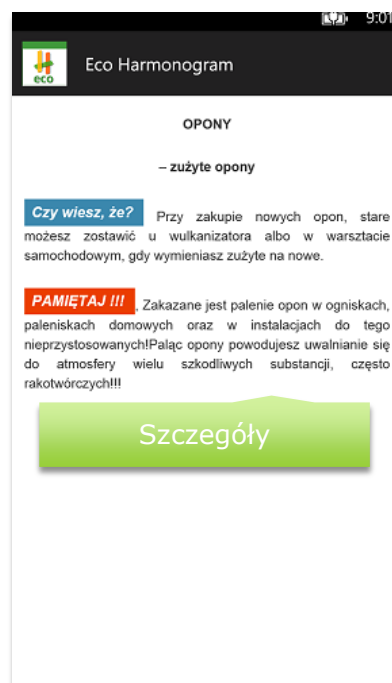 9:01
eco
Eco Harmonogram
OPONY
– zużyte opony
Czy wiesz, że? Przy zakupie nowych opon, stare
możesz zostawić u wulkanizatora albo w warsztacie
samochodowym, gdy wymieniasz zużyte na nowe.
PAMIĘTAJ !!! , Zakazane jest palenie opon w ogniskach,
paleniskach domowych oraz w instalacjach do tego
nieprzystosowanych!Paląc opony powodujesz uwalnianie się
do atmosfery wielu szkodliwych substancji, często
rakotwórczych!!!
Szczegóły